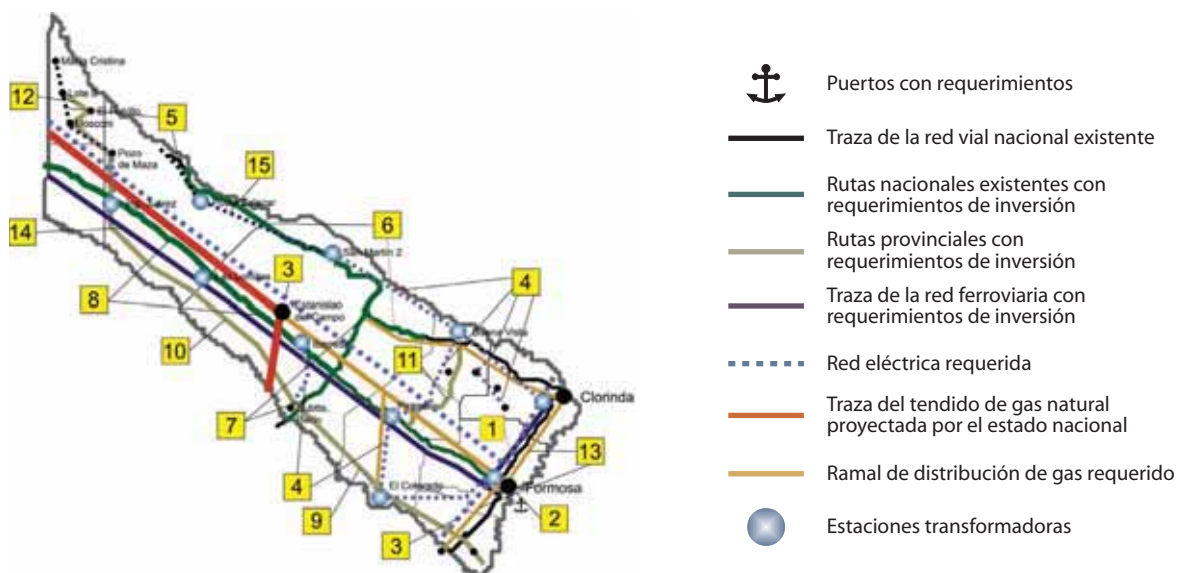 María Cristina
12
5
Pozo
de Maza
15
14
6
San Martín 2
3
4
Estanislao
del Campo
8
10
11
Buena Vista
Clorinda
7
1
13
4
El Colorado
Formosa
9
3
2
Puertos con requerimientos
Traza de la red vial nacional existente
Rutas nacionales existentes con
requerimientos de inversión
Rutas provinciales con
requerimientos de inversión
Traza de la red ferroviaria con
requerimientos de inversión
Red eléctrica requerida
Traza del tendido de gas natural
proyectada por el estado nacional
Ramal de distribución de gas requerido
Estaciones transformadoras